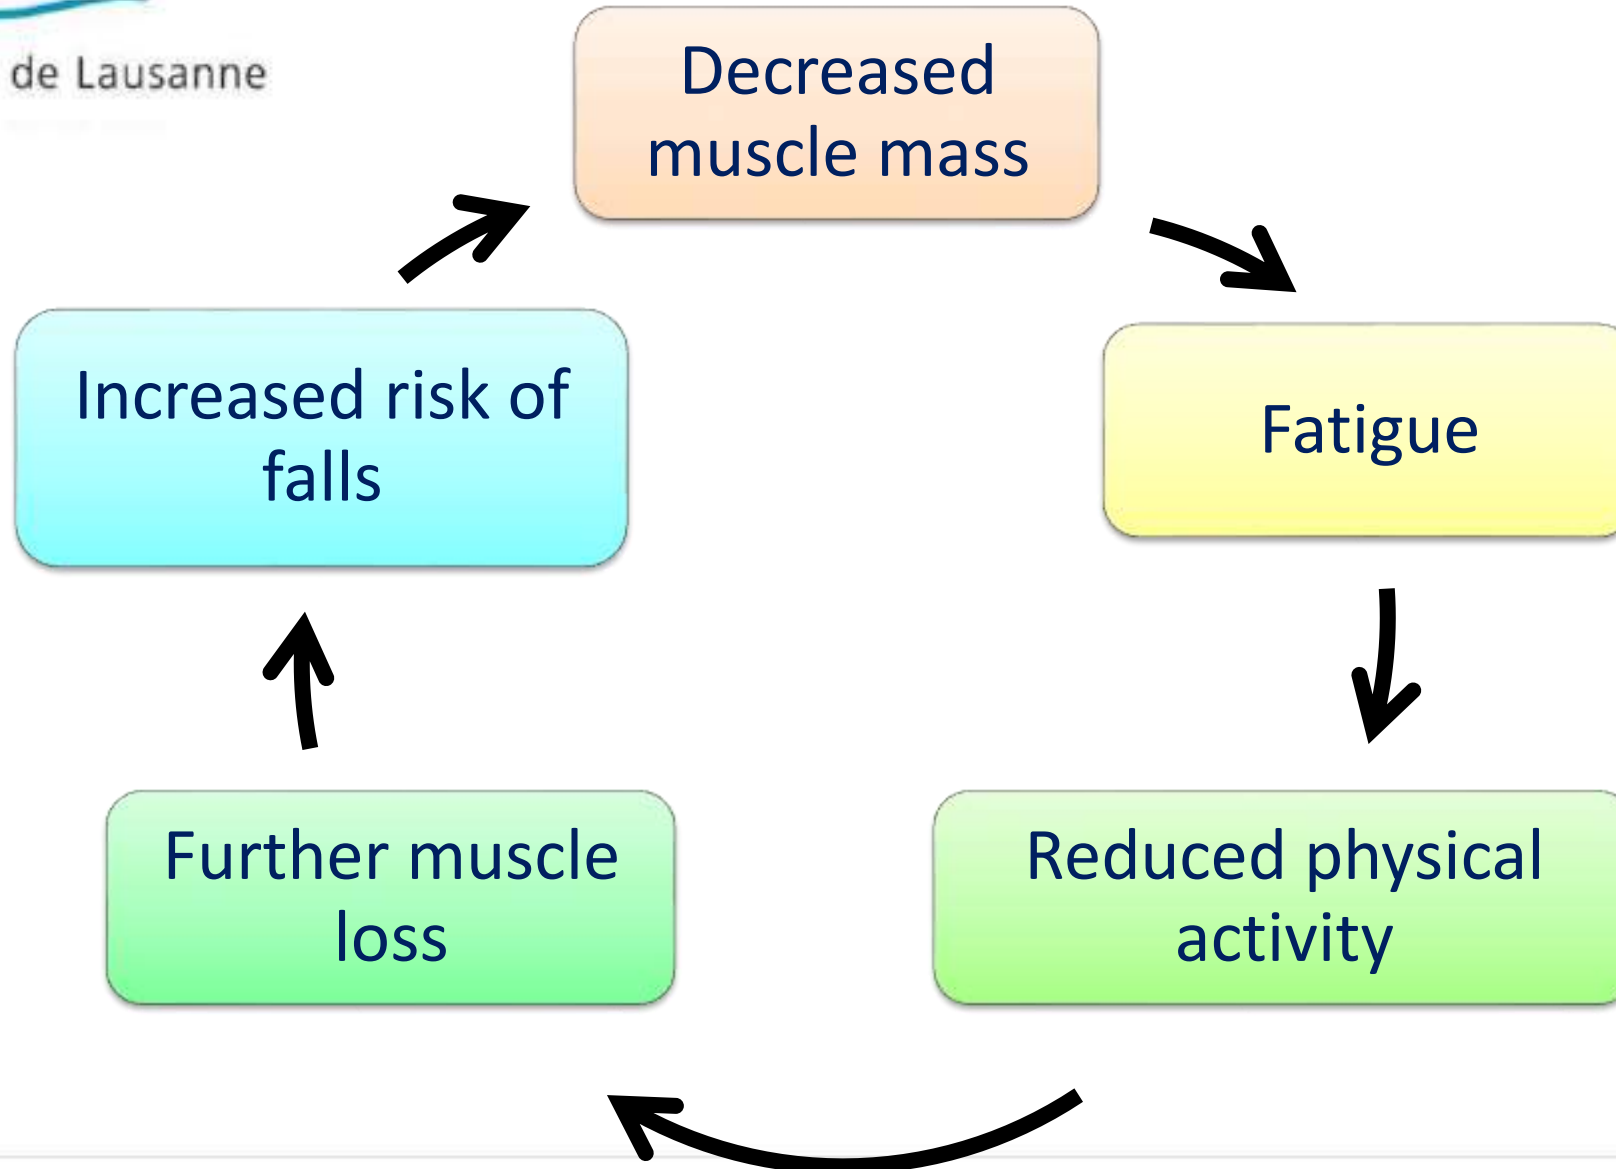 de Lausanne
Decreased
muscle mass
Increased risk of
falls
Fatigue
Further muscle
loss
Reduced physical
activity